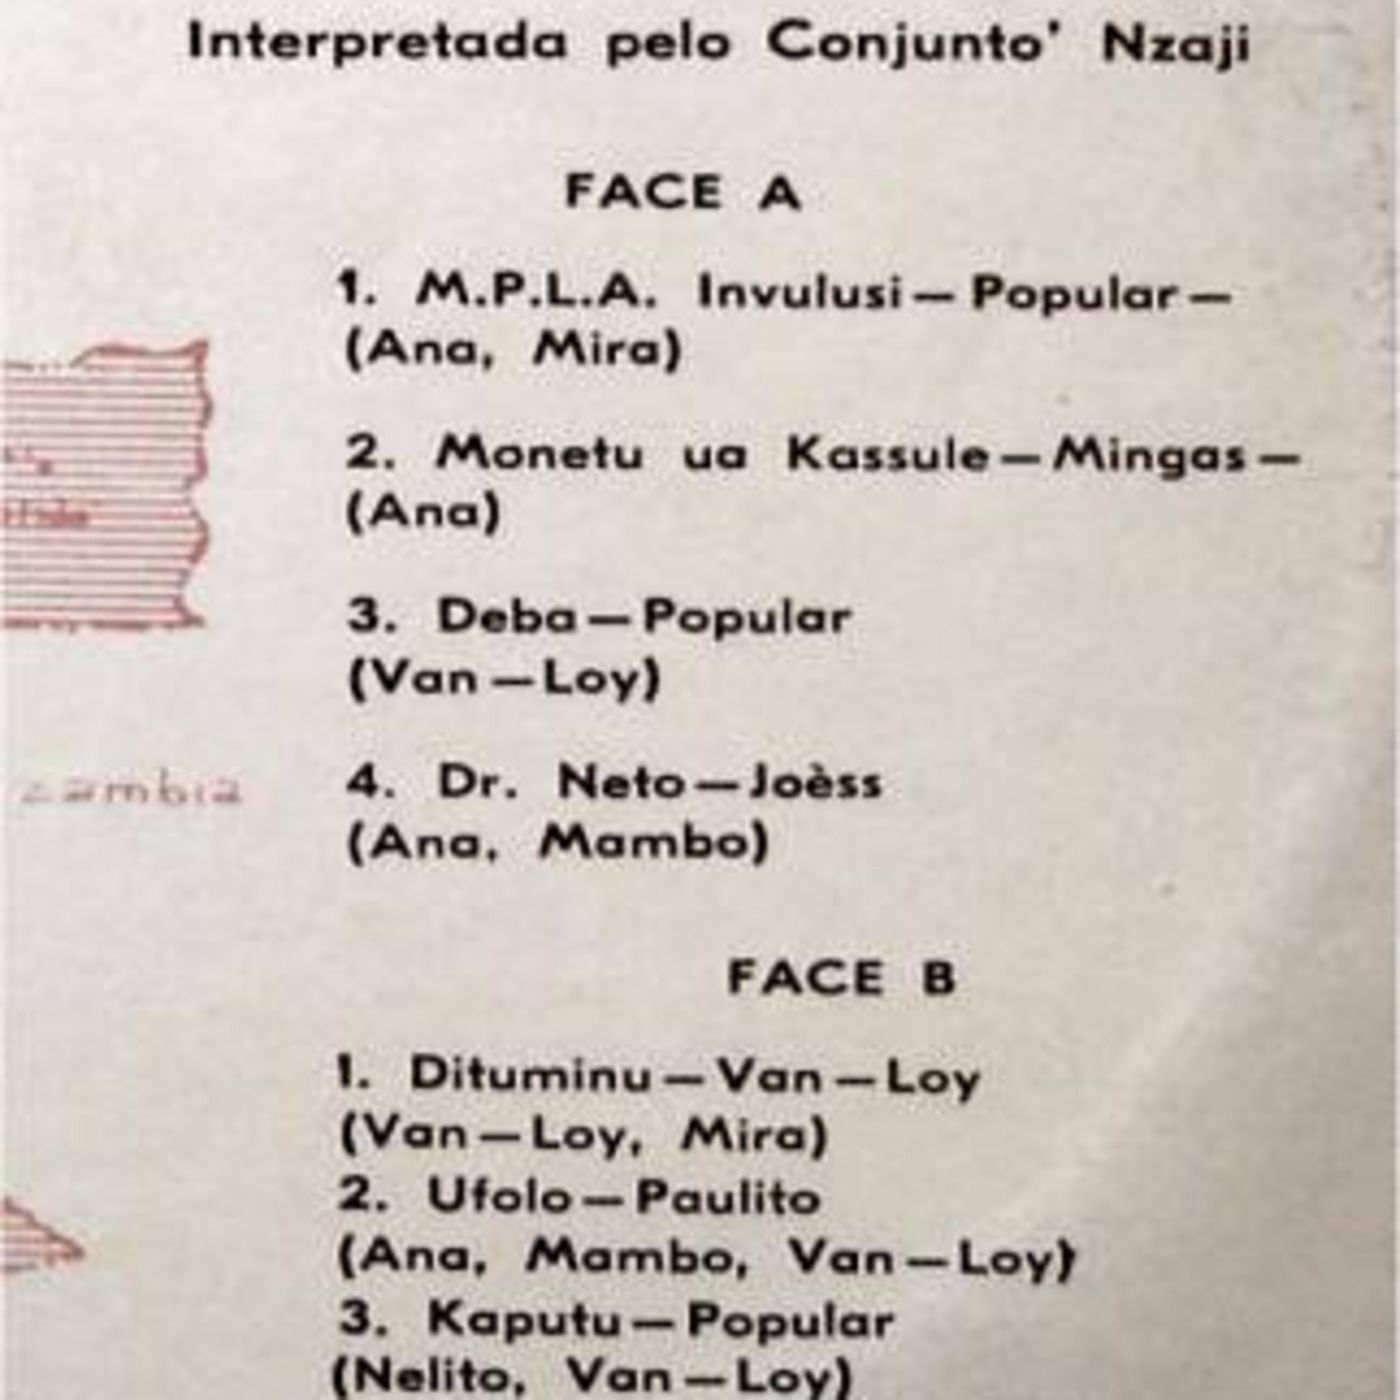 Interpretada pelo Conjunto' Nzaji
FACE A
1. M.P.L.A. Invulusi — Popular —
(Ana, Mira)
2. Monetu ua Kassule — Mingas —
(Ana)
3. Deba — Popular
(Van — Loy)
zambia
4. Dr. Neto — Joèss
(Ana, Mambo)
FACE B
1. Dituminu — Van — Loy
(Van — Loy, Mira)
2. Ufolo — Paulito
(Ana, Mambo, Van — Loy)
3. Kaputu — Popular
(Nelito, Van — Loy)